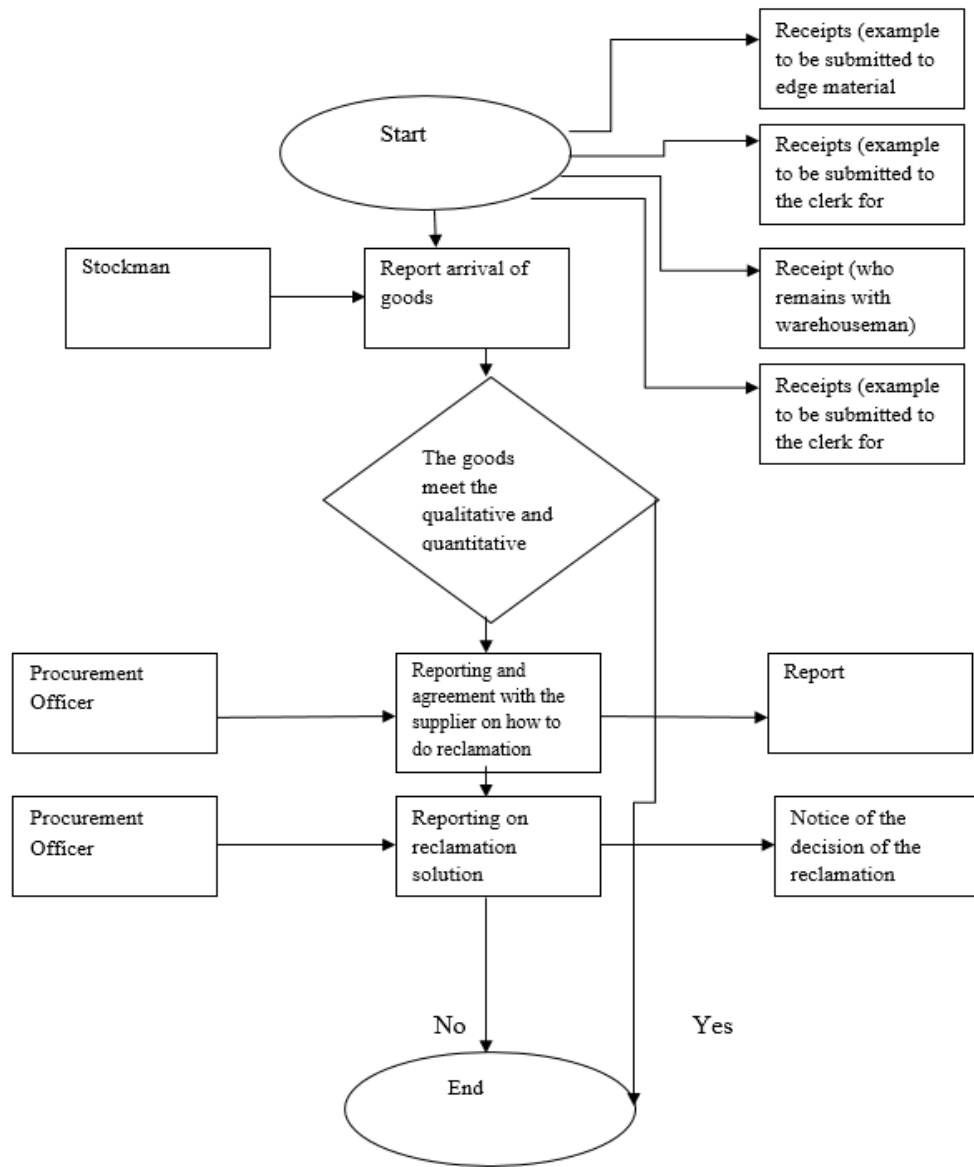 Receipts (example
to be submitted to
edge material
Start
Receipts (example
to be submitted to
the clerk for
Stockman
Report arrival of
goods
Receipt (who
remains with
warehouseman)
Receipts (example
to be submitted to
the clerk for
The goods
meet the
qualitative and
quantitative
Procurement
Officer
Reporting and
agreement with the
supplier on how to
do reclamation
Report
Procurement
Officer
Reporting on
reclamation
solution
Notice of the
decision of the
reclamation
No
Yes
End